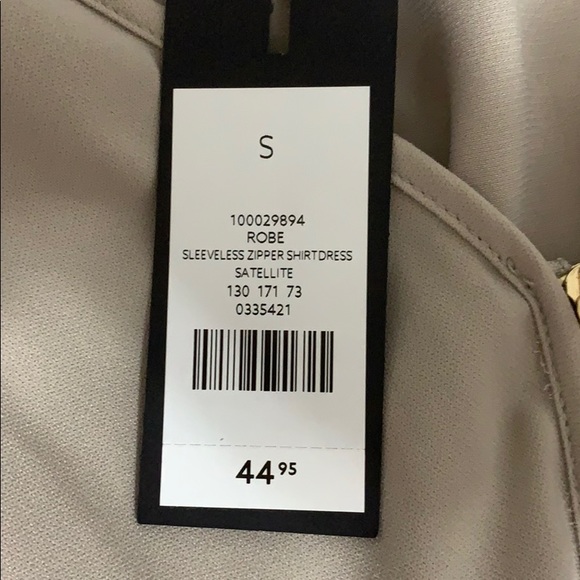 S
100029894
ROBE
SLEEVELESS ZIPPER SHIRTDRESS
SATELLITE
130 171 73
0335421
44 95